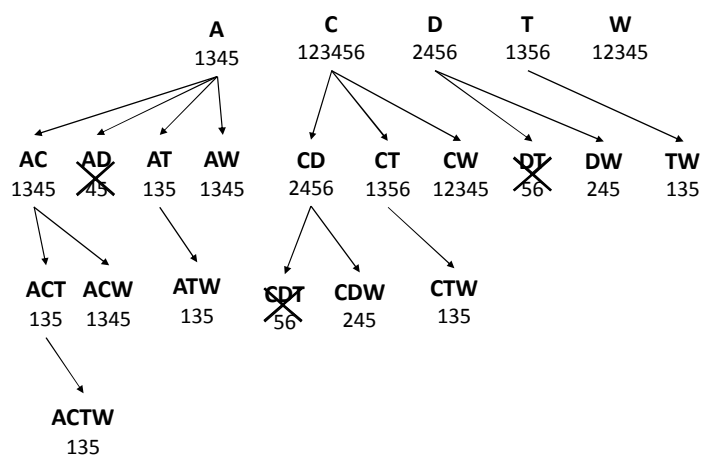 A C D T W
1345 123456 2456 1356 12345
AC AD AT AW CD CT CW DT DW TW
1345 45 135 1345 2456 1356 12345 56 245 135
ACT ACW ATW CDT CDW CTW
135 1345 135 56 245 135
ACTW
135